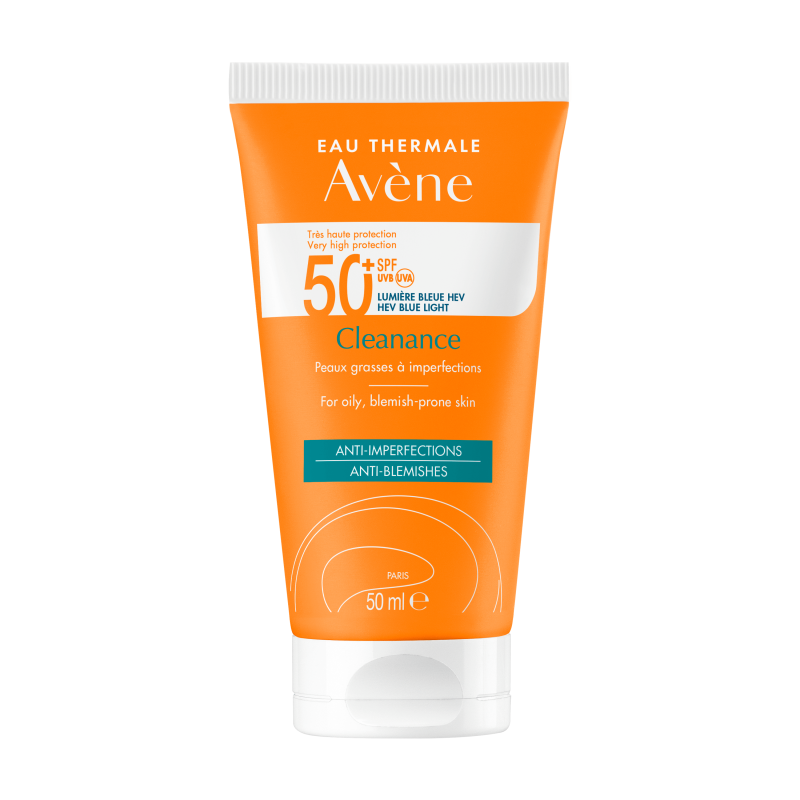 EAU THERMALE
Avène
Très haute protection
Very high protection
50+ SPF
UVB UVA
LUMIÈRE BLEUE HEV
HEV BLUE LIGHT
Cleanance
Peaux grasses à imperfections
For oily, blemish-prone skin
ANTI-IMPERFECTIONS
ANTI-BLEMISHES
PARIS
50 ml ℮